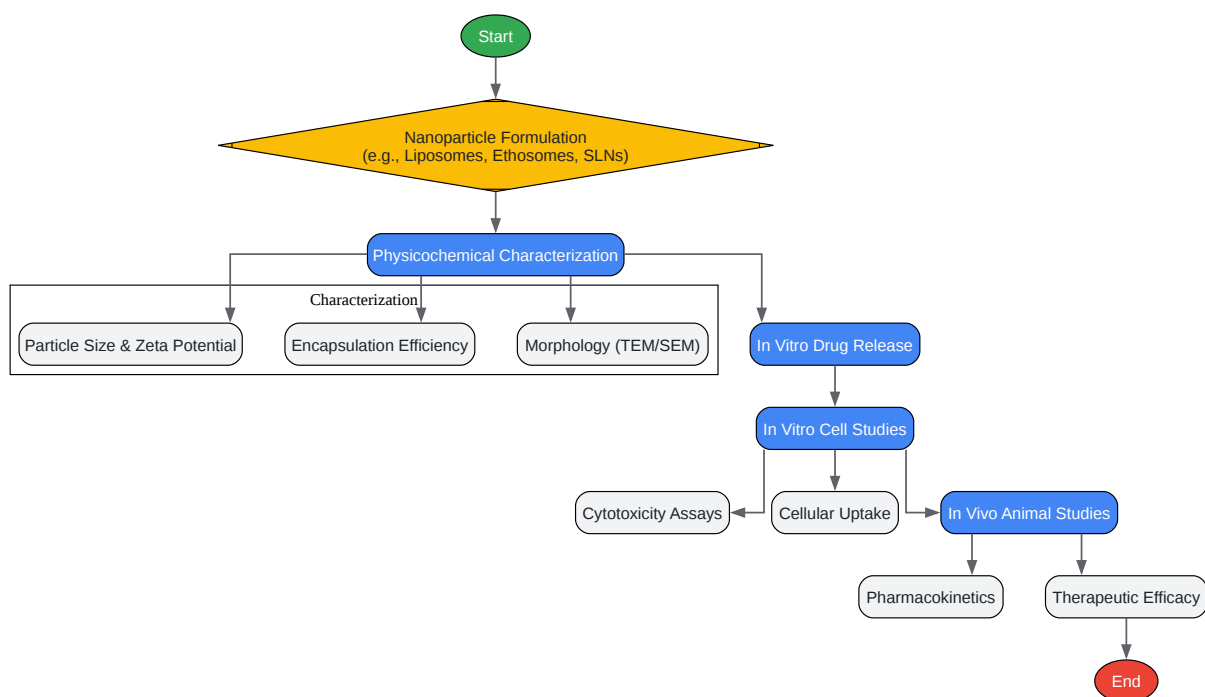 Start
Nanoparticle Formulation
(e.g., Liposomes, Ethosomes, SLNs)
Physicochemical Characterization
Characterization
Particle Size & Zeta Potential
Encapsulation Efficiency
Morphology (TEM/SEM)
In Vitro Drug Release
In Vitro Cell Studies
Cytotoxicity Assays
Cellular Uptake
In Vivo Animal Studies
Pharmacokinetics
Therapeutic Efficacy
End